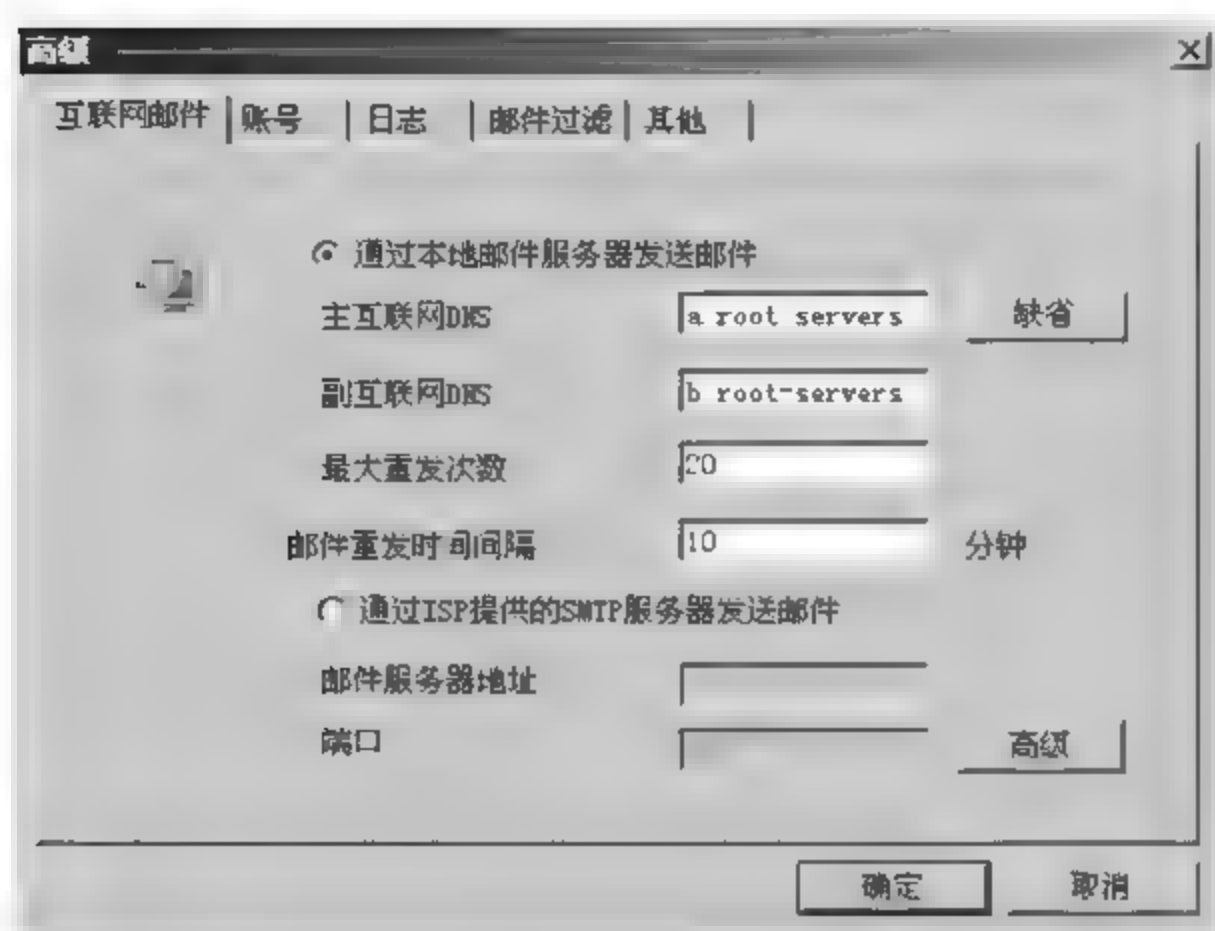 高级
互联网邮件 账号 日志 邮件过滤 其他
通过本地邮件服务器发送邮件
主互联网DNS a root servers 缺省
副互联网DNS b root-servers
最大重发次数 20
邮件重发时间间隔 10 分钟
通过ISP提供的SMTP服务器发送邮件
邮件服务器地址
端口 高级
确定 取消